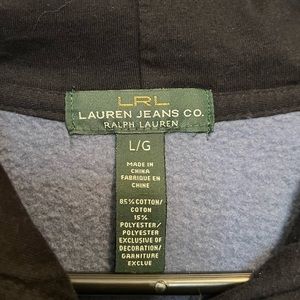 LRL
LAUREN JEANS CO.
RALPH LAUREN
L/G
MADE IN
CHINA
FABRIQUE EN
CHINE
85% COTTON/
COTON
15%
POLYESTER/
POLYESTER
EXCLUSIVE OF
DECORATION/
GARNITURE
EXCLUE